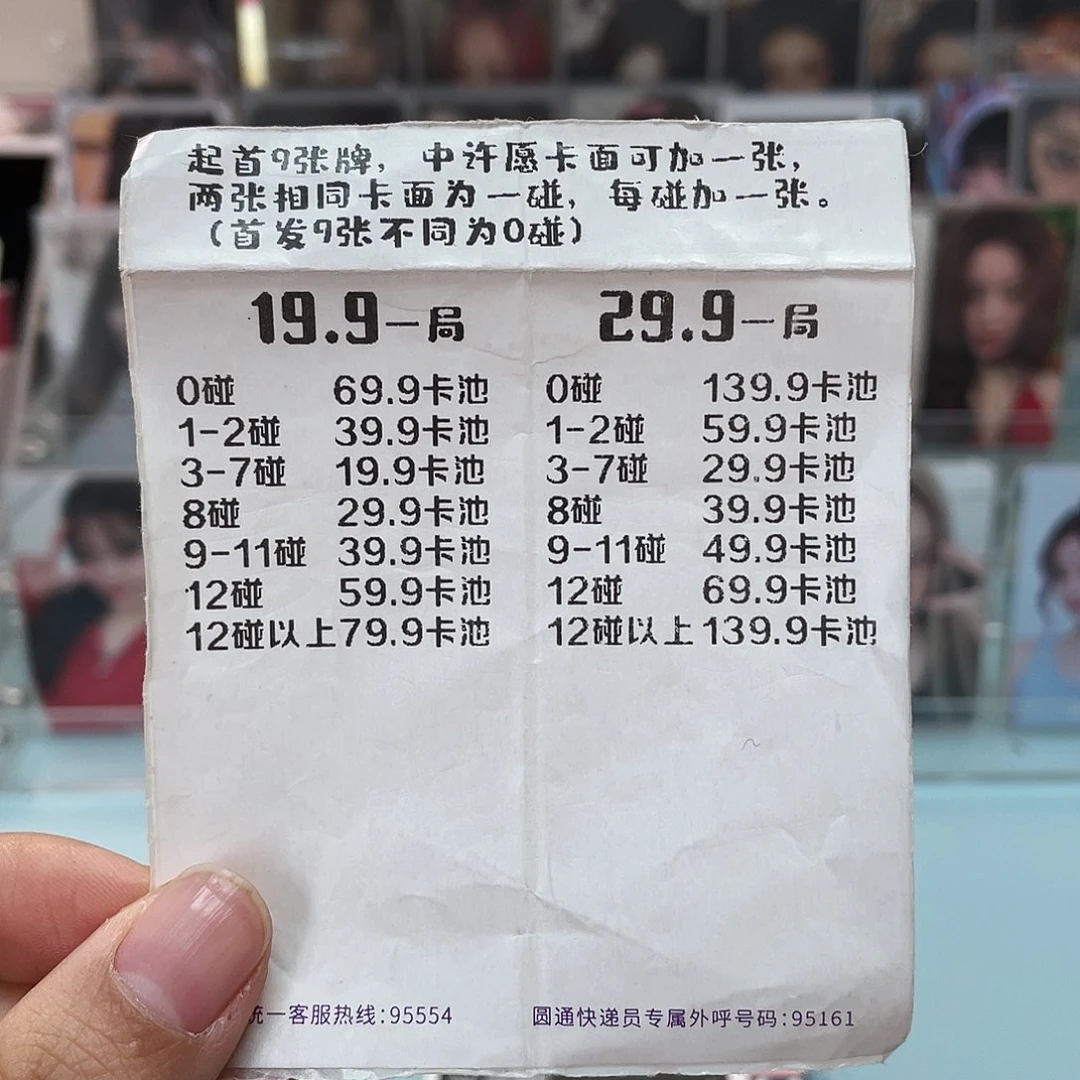 起首9张牌，中许愿卡面可加一张，
两张相同卡面为一碰，每碰加一张。
（首发9张不同为0碰）
19.9一局
0碰 69.9卡池
1-2碰 39.9卡池
3-7碰 19.9卡池
8碰 29.9卡池
9-11碰 39.9卡池
12碰 59.9卡池
12碰以上79.9卡池
29.9一局
0碰 139.9卡池
1-2碰 59.9卡池
3-7碰 29.9卡池
8碰 39.9卡池
9-11碰 49.9卡池
12碰 69.9卡池
12碰以上139.9卡池
统一客服热线:95554
圆通快递员专属外呼号码:95161